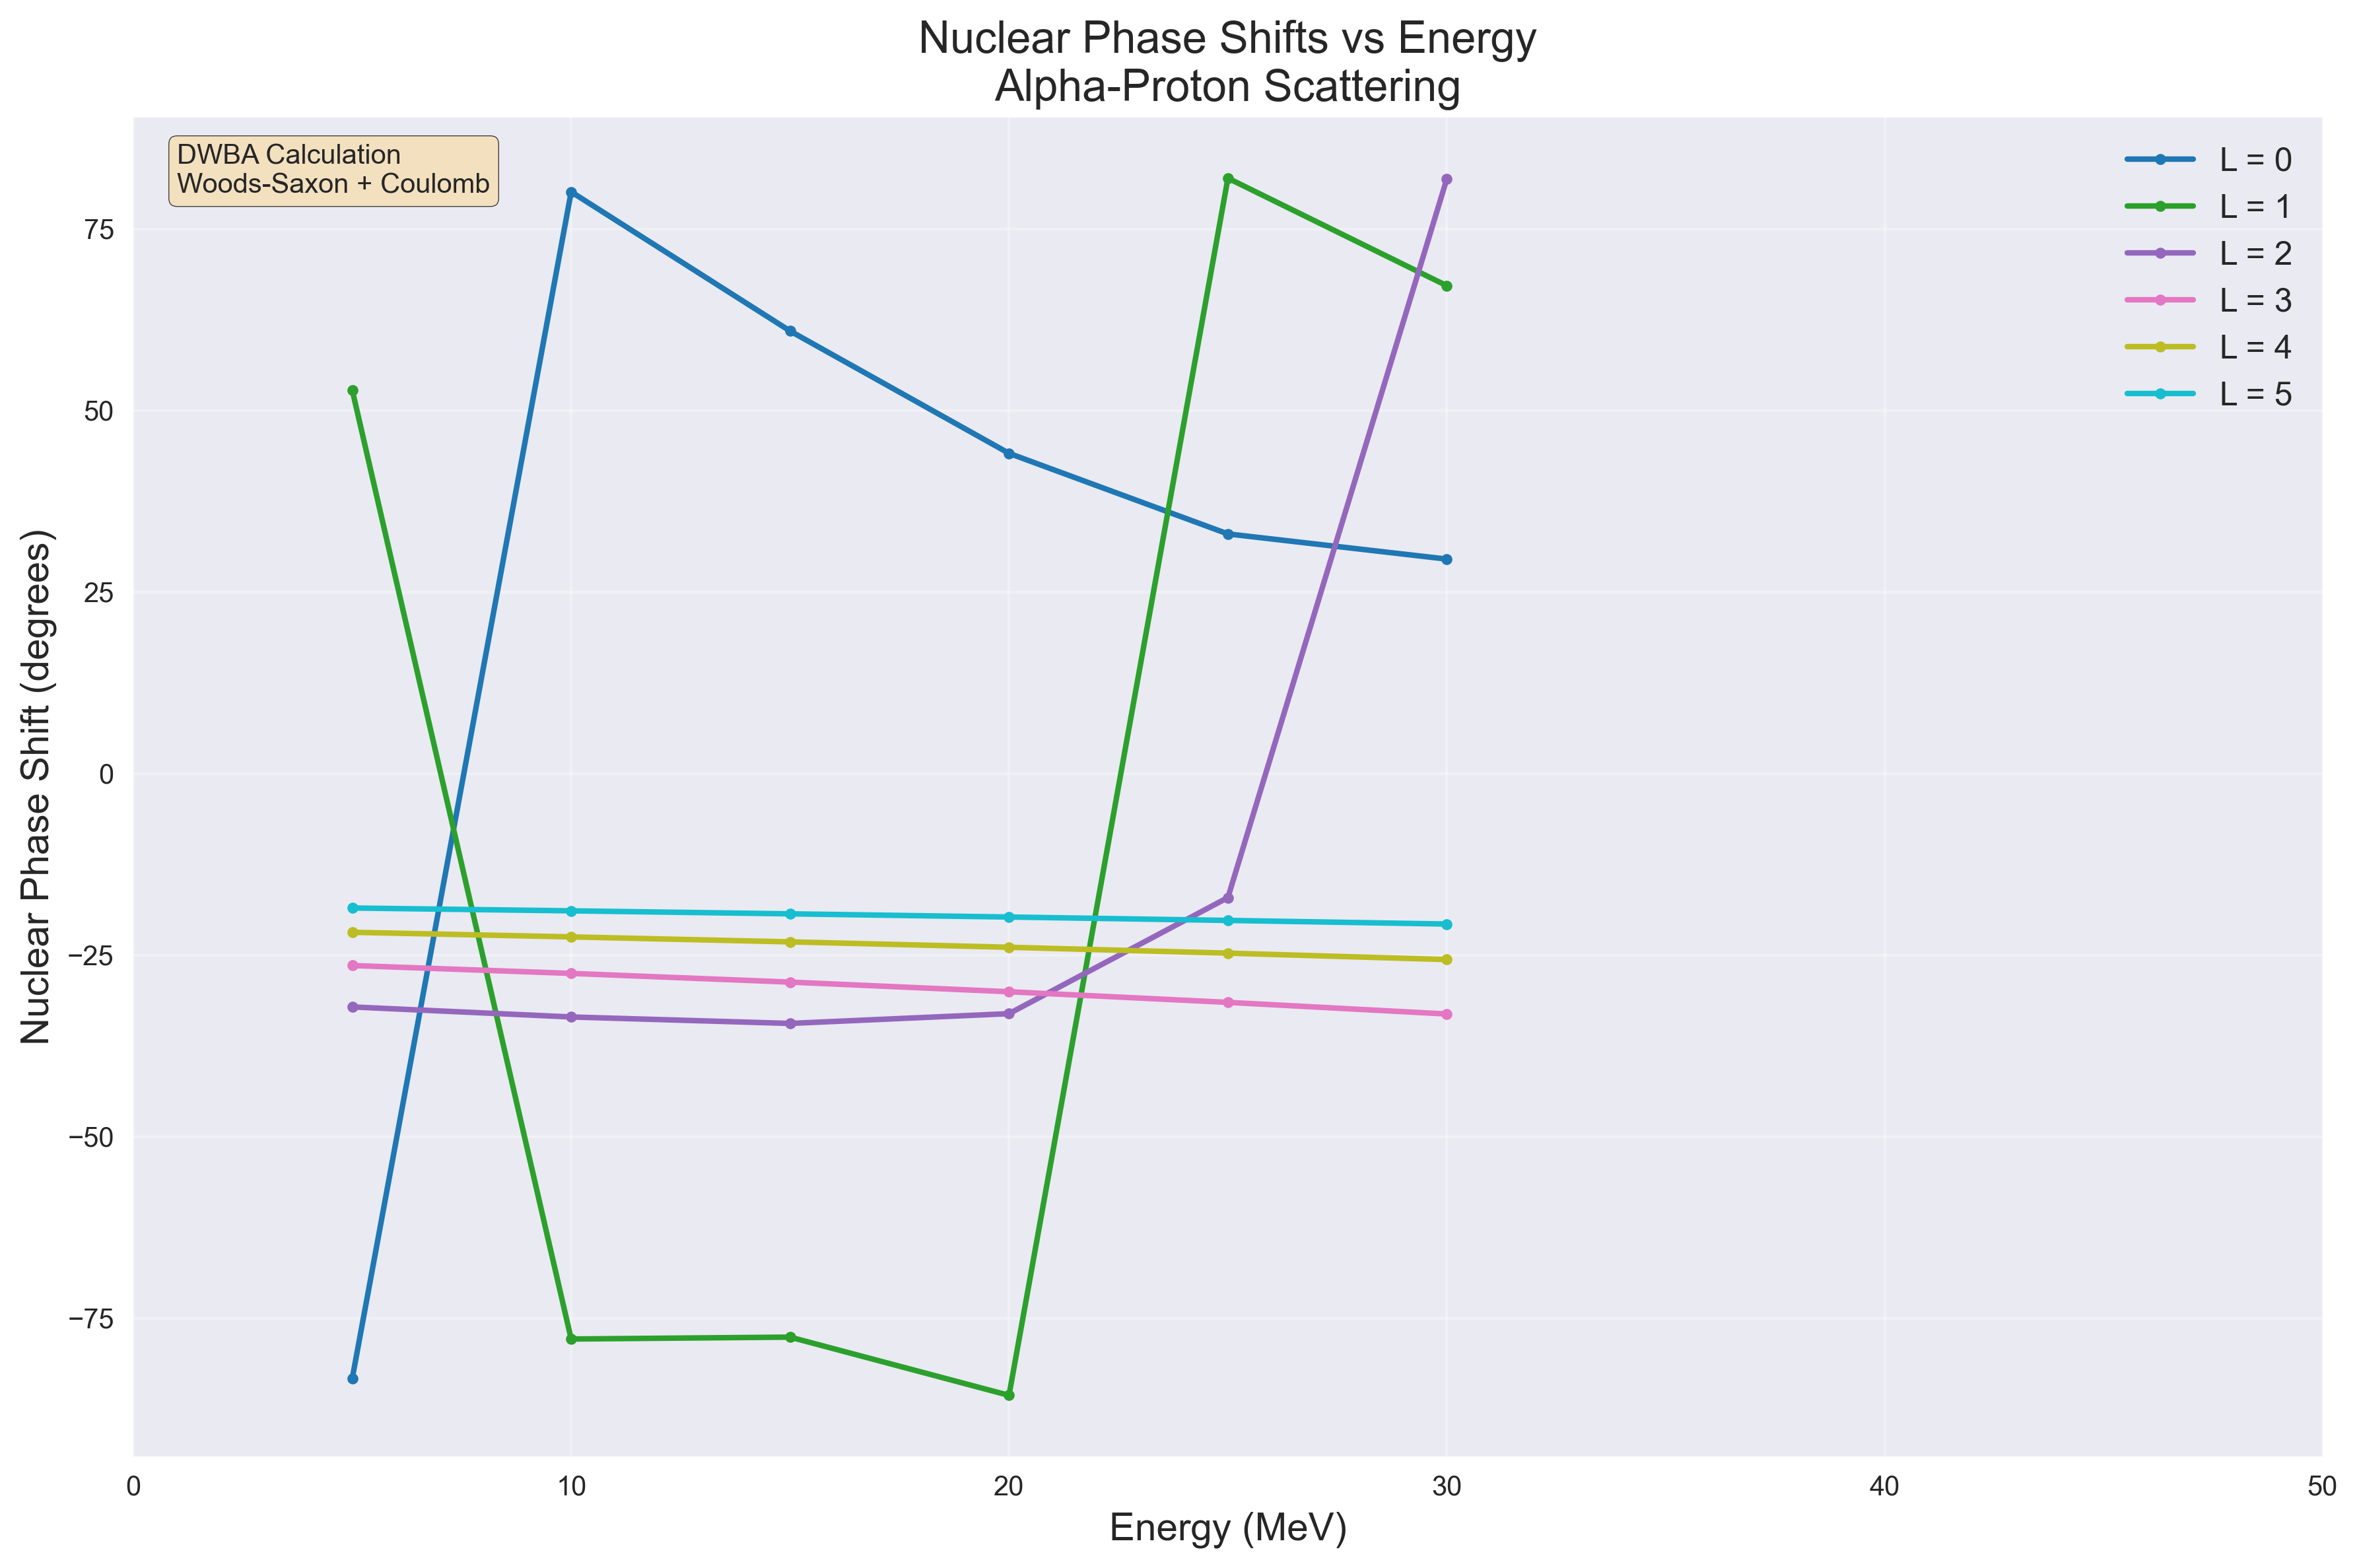 Nuclear Phase Shifts vs Energy
Alpha-Proton Scattering
DWBA Calculation
Woods-Saxon + Coulomb
L = 0
L = 1
L = 2
L = 3
L = 4
L = 5
Nuclear Phase Shift (degrees)
75
50
25
0
−25
−50
−75
0 10 20 30 40 50
Energy (MeV)